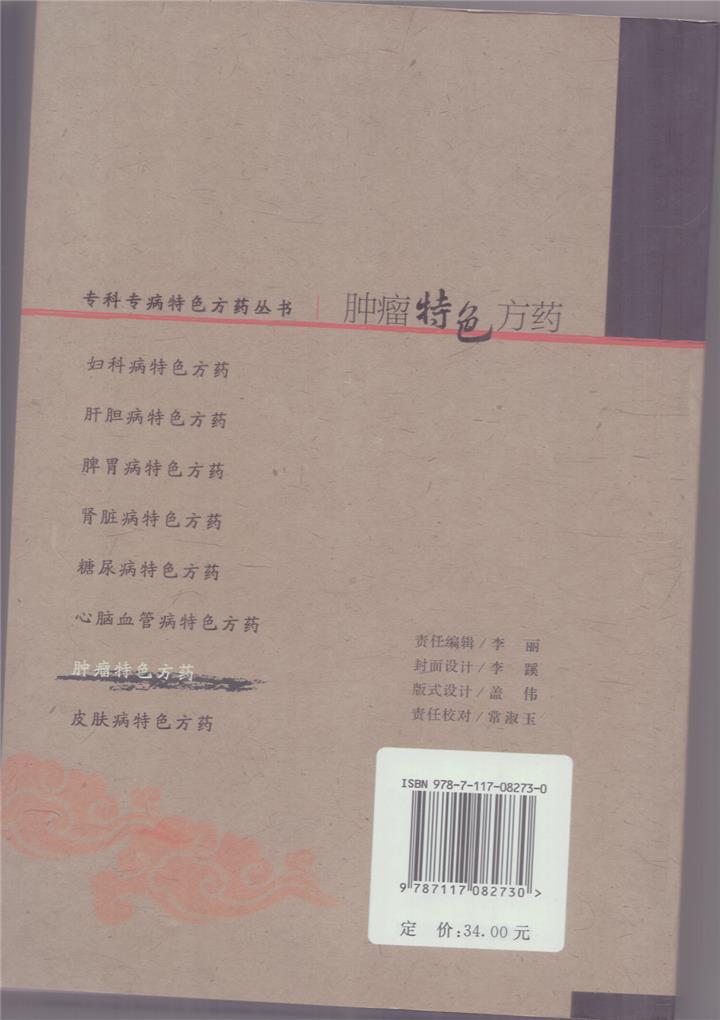 专科专病特色方药丛书 | 肿瘤特色方药
妇科病特色方药
肝胆病特色方药
脾胃病特色方药
肾脏病特色方药
糖尿病特色方药
心脑血管病特色方药
肿瘤特色方药
皮肤病特色方药
责任编辑/李 丽
封面设计/李 蹊
版式设计/盖 伟
责任校对/常淑玉
ISBN 978-7-117-08273-0
9 787117 082730 >
定 价:34.00 元